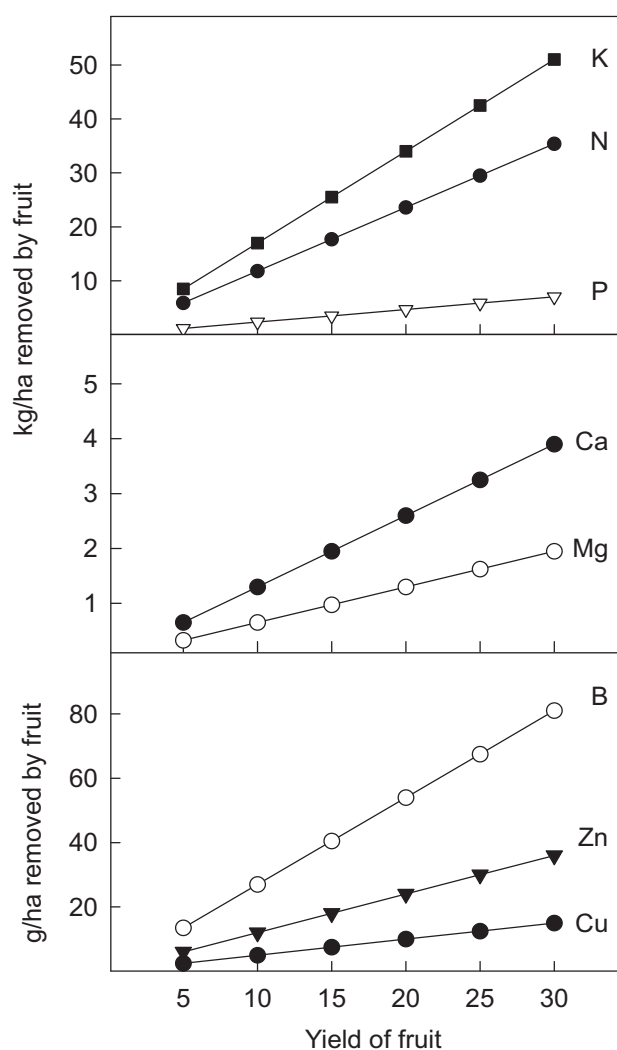 50
40
30
20
10
K
N
P
kg/ha removed by fruit
5
4
3
2
1
Ca
Mg
80
60
40
20
B
Zn
Cu
g/ha removed by fruit
5 10 15 20 25 30
Yield of fruit